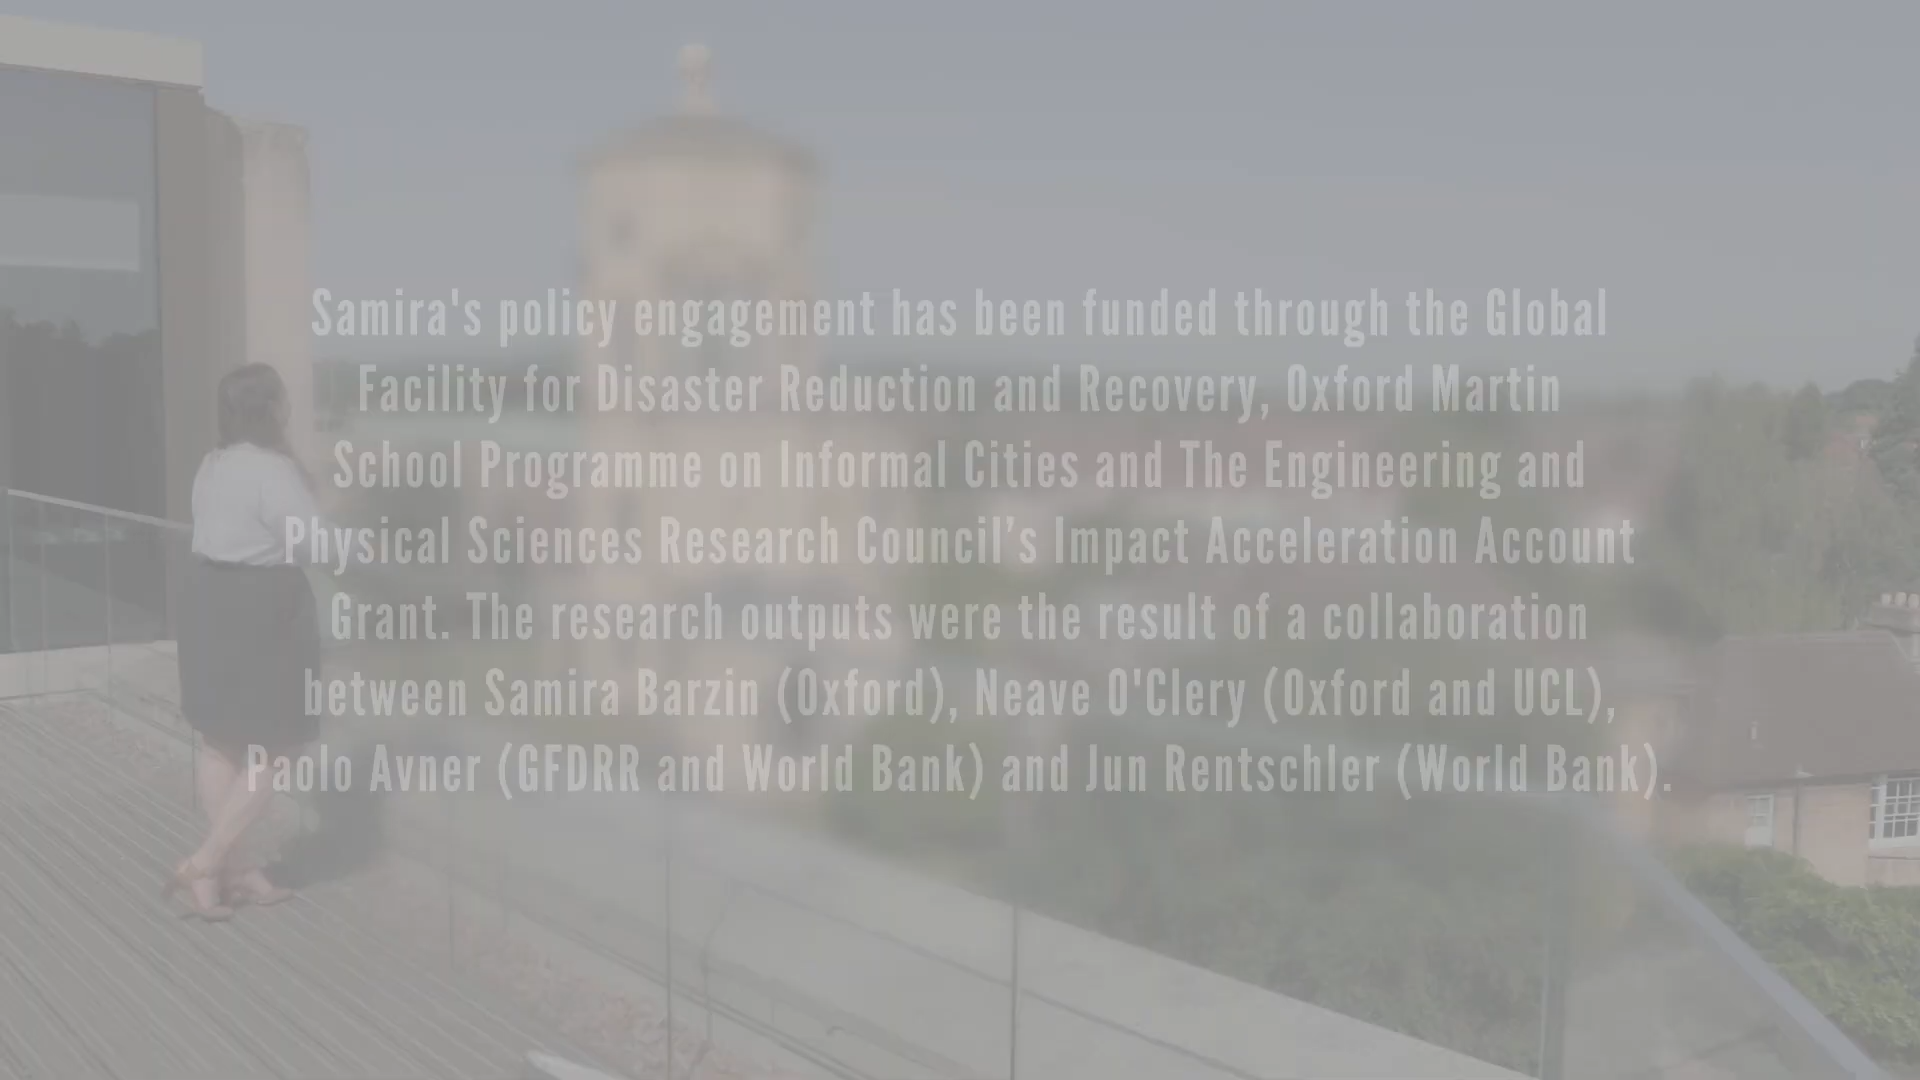 Samira's policy engagement has been funded through the Global
Facility for Disaster Reduction and Recovery, Oxford Martin
School Programme on Informal Cities and The Engineering and
Physical Sciences Research Council’s Impact Acceleration Account
Grant. The research outputs were the result of a collaboration
between Samira Barzin (Oxford), Neave O'Clery (Oxford and UCL),
Paolo Avner (GFDRR and World Bank) and Jun Rentschler (World Bank).